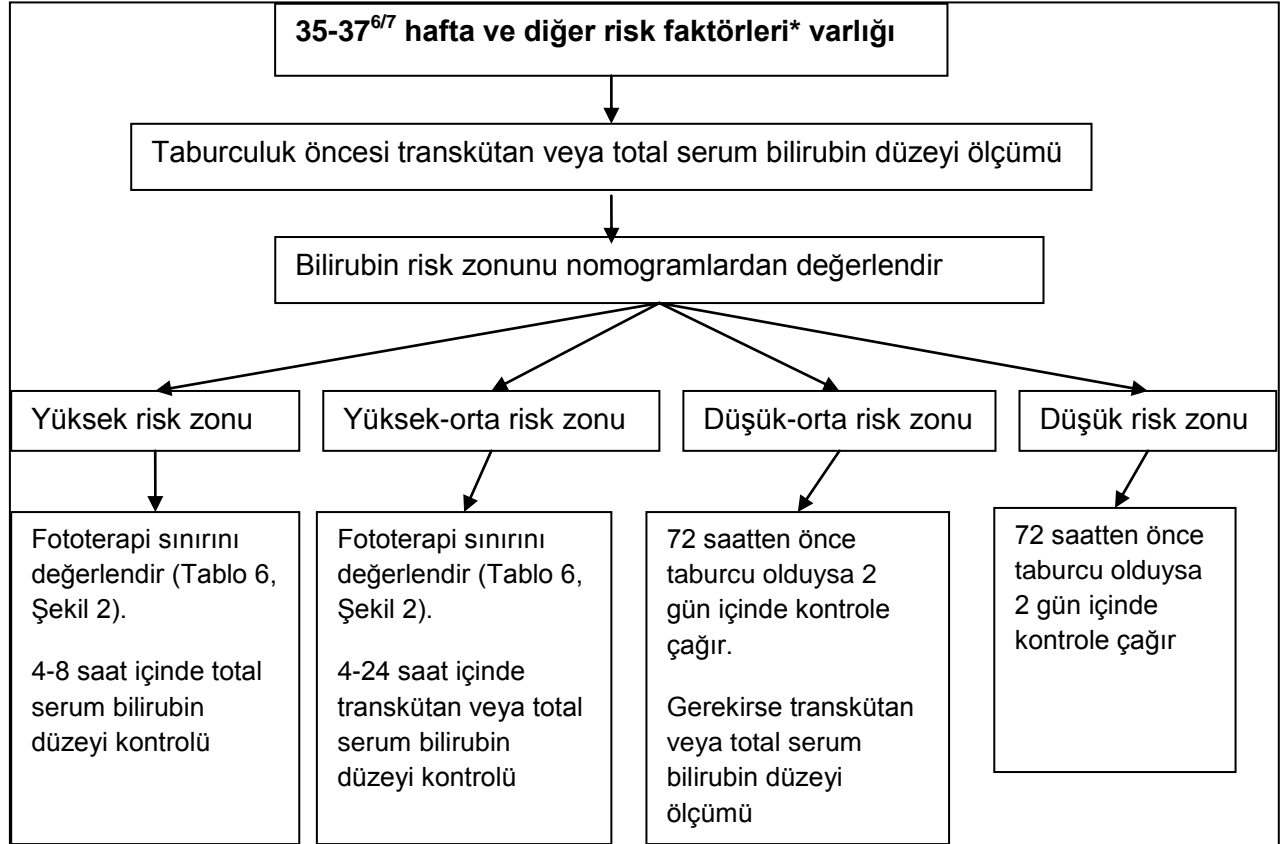 35-37⁶/⁷ hafta ve diğer risk faktörleri* varlığı
Taburculuk öncesi transkütan veya total serum bilirubin düzeyi ölçümü
Bilirubin risk zonunu nomogramlardan değerlendir
Yüksek risk zonu
Yüksek-orta risk zonu
Düşük-orta risk zonu
Düşük risk zonu
Fototerapi sınırını
değerlendir (Tablo 6,
Şekil 2).
4-8 saat içinde total
serum bilirubin
düzeyi kontrolü
Fototerapi sınırını
değerlendir (Tablo 6,
Şekil 2).
4-24 saat içinde
transkütan veya total
serum bilirubin
düzeyi kontrolü
72 saatten önce
taburcu olduysa 2
gün içinde kontrole
çağır.
Gerekirse transkütan
veya total serum
bilirubin düzeyi
ölçümü
72 saatten önce
taburcu olduysa
2 gün içinde
kontrole çağır